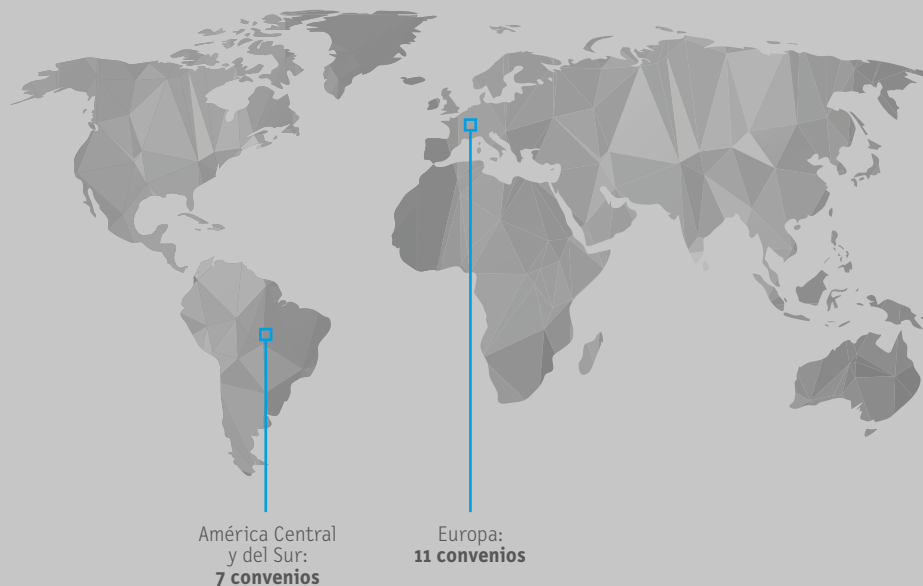 América Central
y del Sur:
7 convenios
Europa:
11 convenios